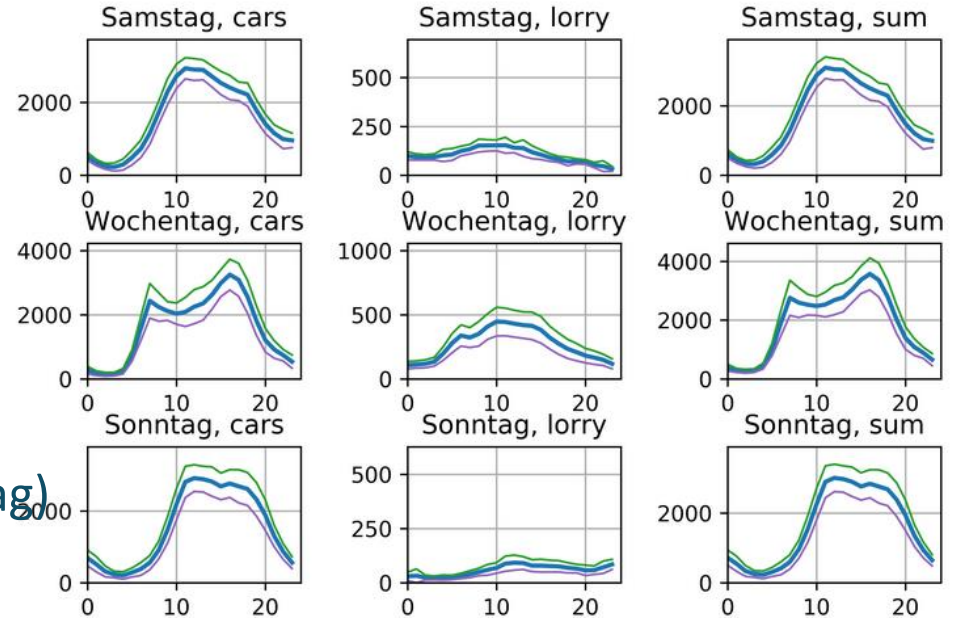 Samstag, cars
Samstag, lorry
Samstag, sum
2000
0
0 10 20
500
250
0
0 10 20
2000
0
0 10 20
Wochentag, cars
Wochentag, lorry
Wochentag, sum
4000
2000
0
0 10 20
1000
500
0
0 10 20
4000
2000
0
0 10 20
Sonntag, cars
Sonntag, lorry
Sonntag, sum
ag)
2000
0
0 10 20
500
250
0
0 10 20
2000
0
0 10 20